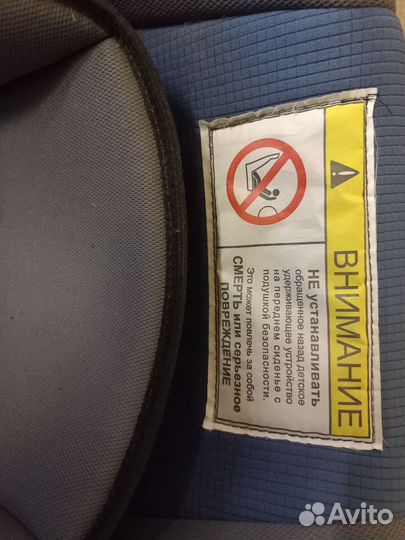 ВНИМАНИЕ
НЕ устанавливать
обращенное назад детское
удерживающее устройство
на переднем сиденье с
подушкой безопасности.
Это может повлечь за собой
СМЕРТЬ или серьезное
ПОВРЕЖДЕНИЕ
Avito